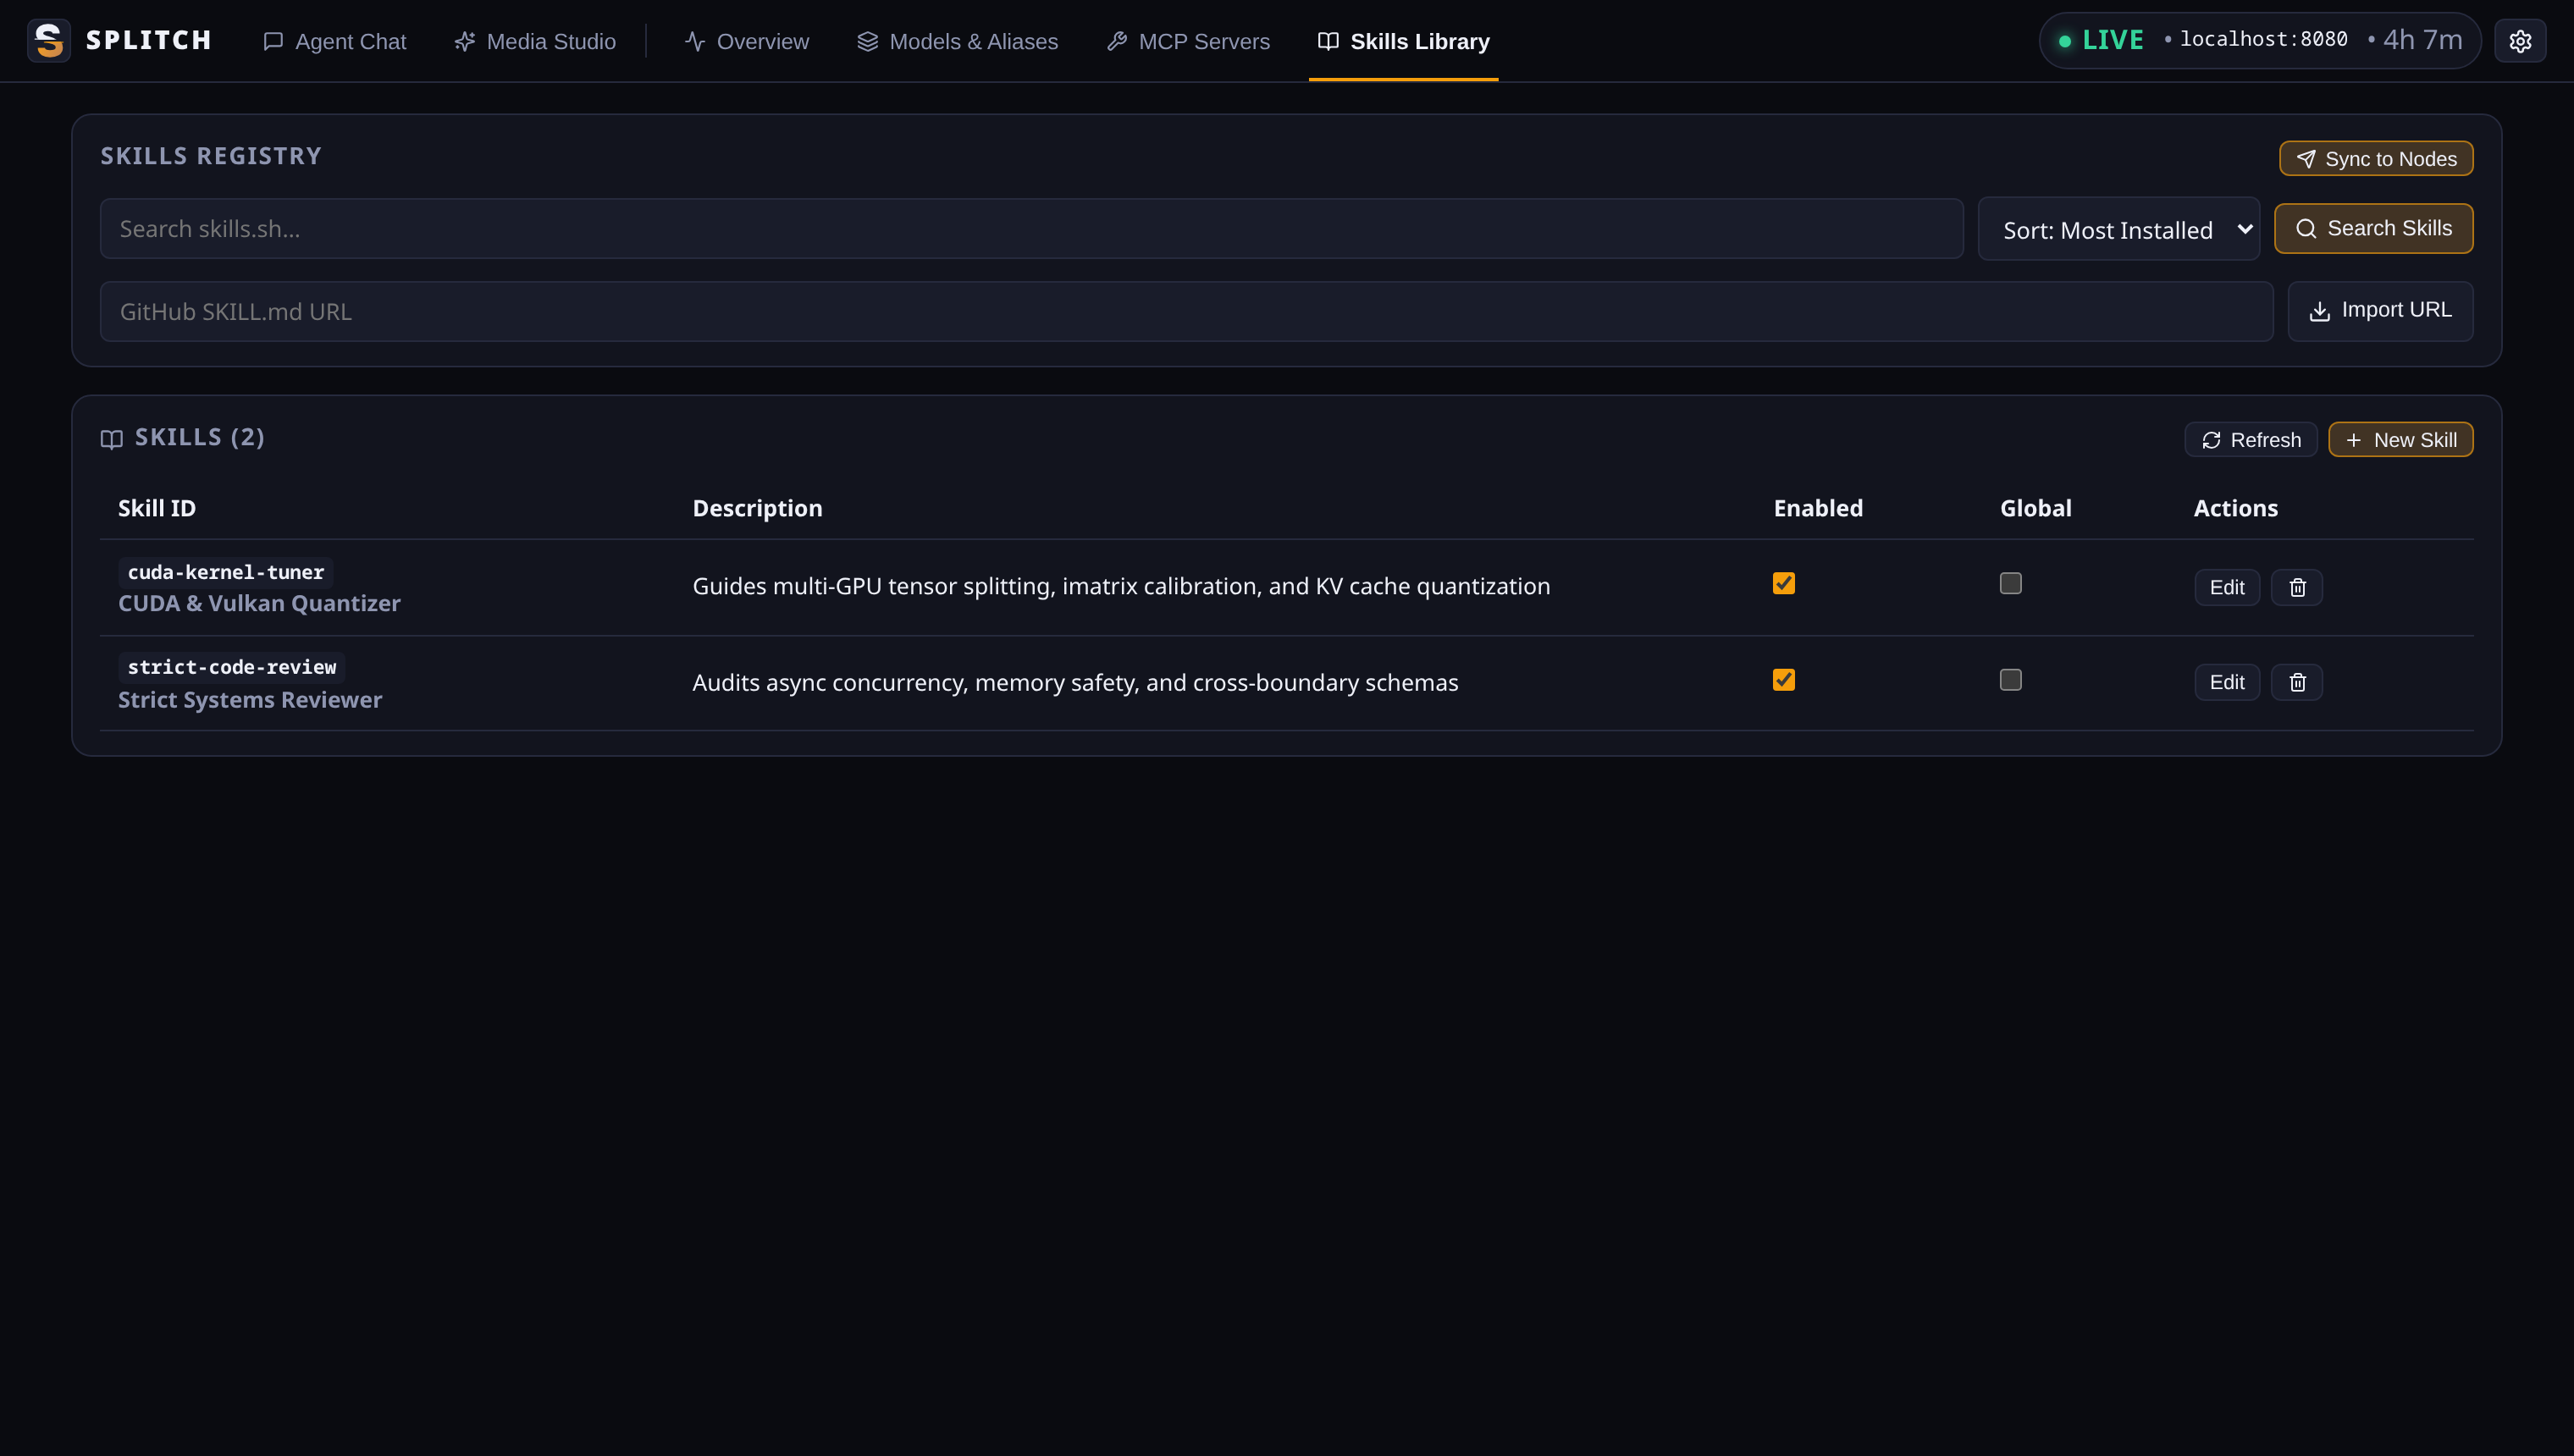 SPLITCH
Agent Chat
Media Studio
Overview
Models & Aliases
MCP Servers
Skills Library
LIVE • localhost:8080 • 4h 7m
SKILLS REGISTRY
Sync to Nodes
Search skills.sh...
Sort: Most Installed
Search Skills
GitHub SKILL.md URL
Import URL
SKILLS (2)
Refresh
+ New Skill
Skill ID Description Enabled Global Actions
cuda-kernel-tuner
CUDA & Vulkan Quantizer
Guides multi-GPU tensor splitting, imatrix calibration, and KV cache quantization
Edit
strict-code-review
Strict Systems Reviewer
Audits async concurrency, memory safety, and cross-boundary schemas
Edit